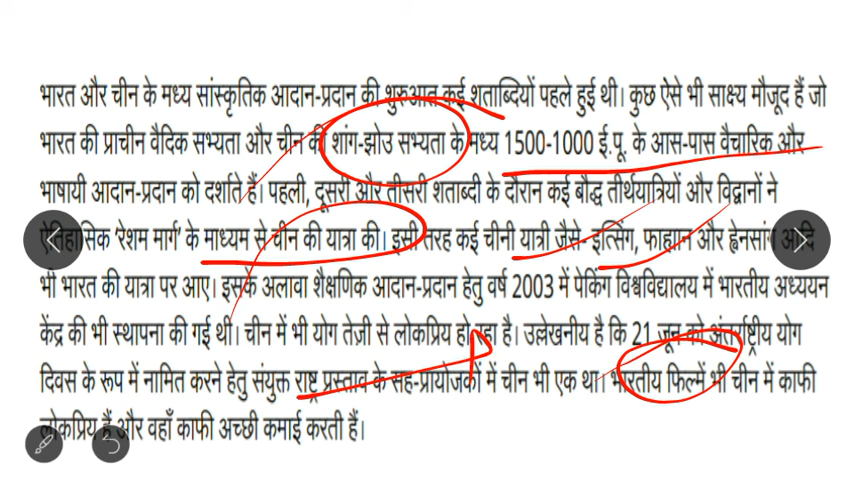 भारत और चीन के मध्य सांस्कृतिक आदान-प्रदान की शुरुआत कई शताब्दियों पहले हुई थी। कुछ ऐसे भी साक्ष्य मौजूद हैं जो
भारत की प्राचीन वैदिक सभ्यता और चीन की शांग-झोउ सभ्यता के मध्य 1500-1000 ई.पू. के आस-पास वैचारिक और
भाषायी आदान-प्रदान को दर्शाते हैं। पहली, दूसरी और तीसरी शताब्दी के दौरान कई बौद्ध तीर्थयात्रियों और विद्वानों ने
ऐतिहासिक ‘रेशम मार्ग’ के माध्यम से चीन की यात्रा की। इसी तरह कई चीनी यात्री जैसे- इत्सिंग, फाह्यान और ह्वेनसांग आदि
भी भारत की यात्रा पर आए। इसके अलावा शैक्षणिक आदान-प्रदान हेतु वर्ष 2003 में पेकिंग विश्वविद्यालय में भारतीय अध्ययन
केंद्र की भी स्थापना की गई थी। चीन में भी योग तेज़ी से लोकप्रिय हो रहा है। उल्लेखनीय है कि 21 जून को अंतर्राष्ट्रीय योग
दिवस के रूप में नामित करने हेतु संयुक्त राष्ट्र प्रस्ताव के सह-प्रायोजकों में चीन भी एक था। भारतीय फिल्में भी चीन में काफी
लोकप्रिय हैं और वहाँ काफी अच्छी कमाई करती हैं।